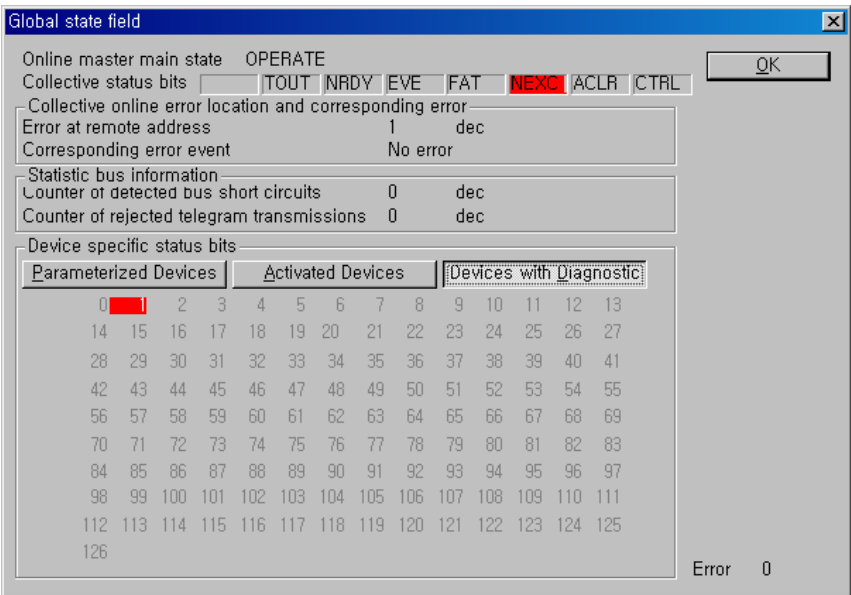 Global state field
Online master main state OPERATE
OK
Collective status bits TOUT NRDY EVE FAT NEXC ACLR CTRL
Collective online error location and corresponding error
Error at remote address 1 dec
Corresponding error event No error
Statistic bus information
Counter of detected bus short circuits 0 dec
Counter of rejected telegram transmissions 0 dec
Device specific status bits
Parameterized Devices Activated Devices Devices with Diagnostic
0 1 2 3 4 5 6 7 8 9 10 11 12 13
14 15 16 17 18 19 20 21 22 23 24 25 26 27
28 29 30 31 32 33 34 35 36 37 38 39 40 41
42 43 44 45 46 47 48 49 50 51 52 53 54 55
56 57 58 59 60 61 62 63 64 65 66 67 68 69
70 71 72 73 74 75 76 77 78 79 80 81 82 83
84 85 86 87 88 89 90 91 92 93 94 95 96 97
98 99 100 101 102 103 104 105 106 107 108 109 110 111
112 113 114 115 116 117 118 119 120 121 122 123 124 125
126
Error 0